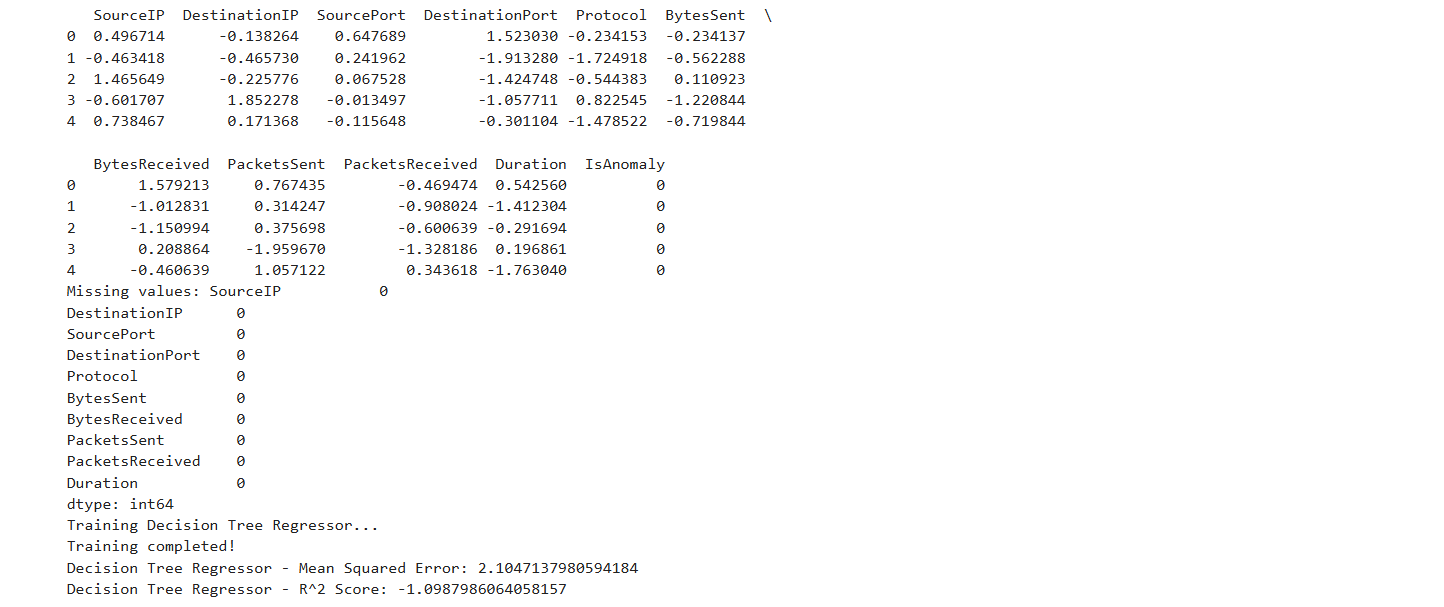 SourceIP  DestinationIP  SourcePort  DestinationPort  Protocol  BytesSent  \
0  0.496714      -0.138264    0.647689         1.523030 -0.234153  -0.234137
1 -0.463418      -0.465730    0.241962        -1.913280 -1.724918  -0.562288
2  1.465649      -0.225776    0.067528        -1.424748 -0.544383   0.110923
3 -0.601707       1.852278   -0.013497        -1.057711  0.822545  -1.220844
4  0.738467       0.171368   -0.115648        -0.301104 -1.478522  -0.719844
   BytesReceived  PacketsSent  PacketsReceived  Duration  IsAnomaly
0       1.579213     0.767435        -0.469474  0.542560          0
1      -1.012831     0.314247        -0.908024 -1.412304          0
2      -1.150994     0.375698        -0.600639 -0.291694          0
3       0.208864    -1.959670        -1.328186  0.196861          0
4      -0.460639     1.057122         0.343618 -1.763040          0
Missing values: SourceIP           0
DestinationIP      0
SourcePort         0
DestinationPort    0
Protocol           0
BytesSent          0
BytesReceived      0
PacketsSent        0
PacketsReceived    0
Duration           0
dtype: int64
Training Decision Tree Regressor...
Training completed!
Decision Tree Regressor - Mean Squared Error: 2.1047137980594184
Decision Tree Regressor - R^2 Score: -1.0987986064058157